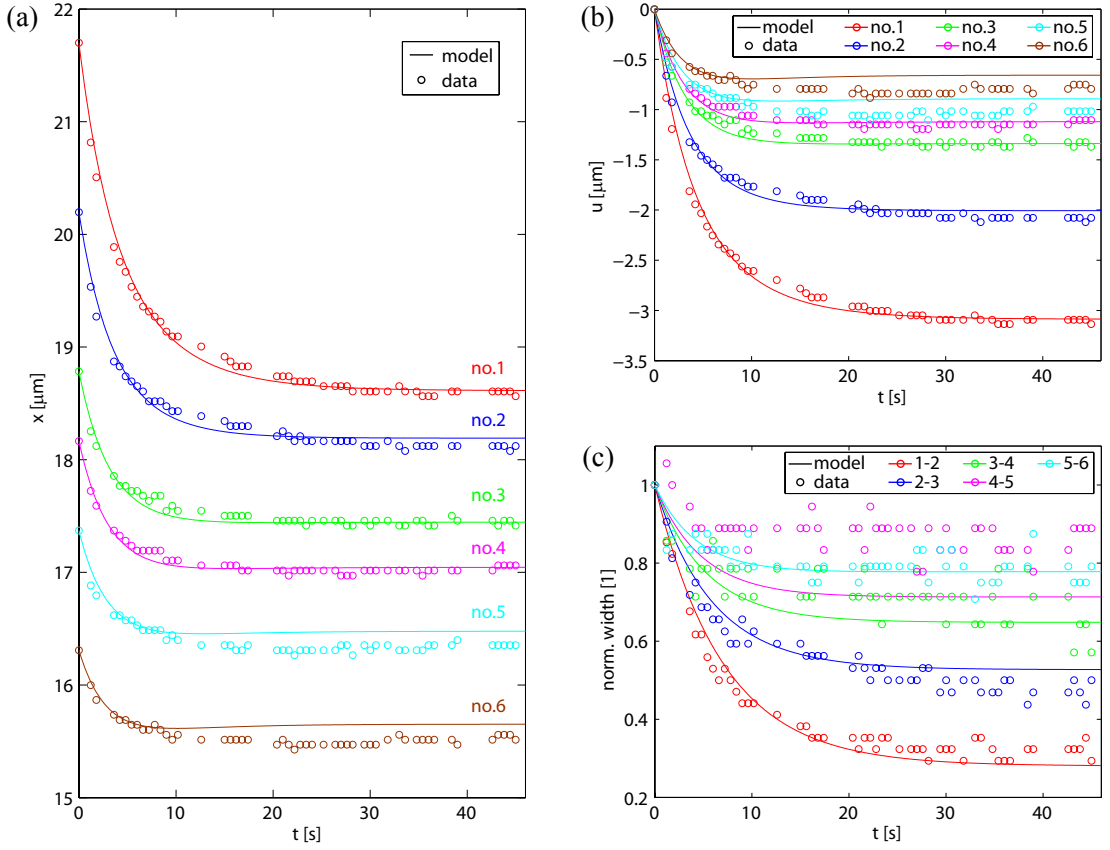 (a)
22
21
20
19
18
17
16
15
x [μm]
model
data
no.1
no.2
no.3
no.4
no.5
no.6
0 10 20 30 40
t [s]
(b)
0
−0.5
−1
−1.5
−2
−2.5
−3
−3.5
u [μm]
model no.1 no.3 no.5
data no.2 no.4 no.6
0 10 20 30 40
t [s]
(c)
1
0.8
0.6
0.4
0.2
norm. width [1]
model 1-2 3-4 5-6
data 2-3 4-5
0 10 20 30 40
t [s]